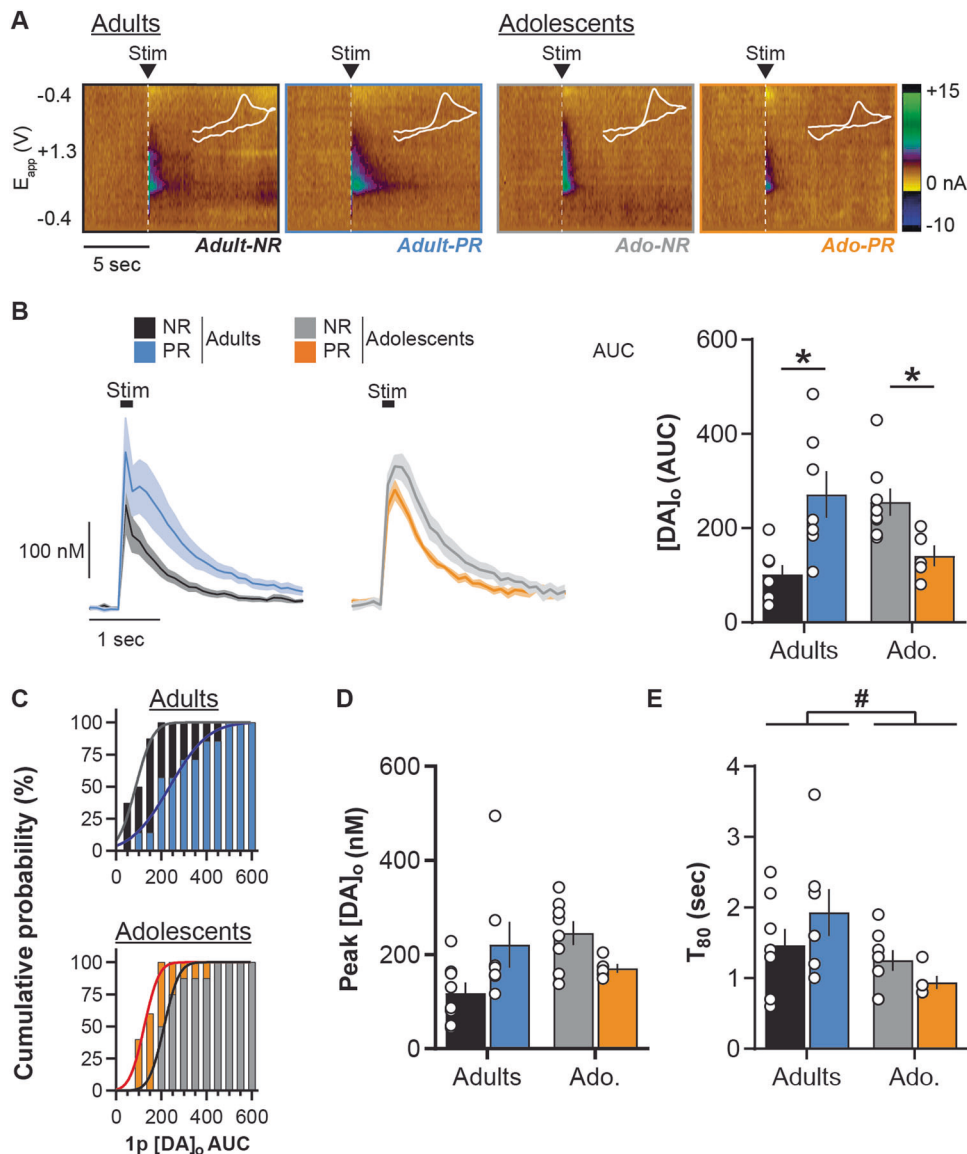 A
Adults
Adolescents
Stim
Stim
Stim
Stim
-0.4
+1.3
-0.4
E_app (V)
+15
0 nA
-10
Adult-NR
Adult-PR
Ado-NR
Ado-PR
5 sec
B
NR
PR
Adults
NR
PR
Adolescents
Stim
Stim
100 nM
1 sec
AUC
[DA]o (AUC)
600
400
200
0
*
*
Adults
Ado.
C
Adults
Cumulative probability (%)
100
75
50
25
0
0
200
400
600
Adolescents
100
75
50
25
0
0
200
400
600
1p [DA]o AUC
D
Peak [DA]o (nM)
600
400
200
0
Adults
Ado.
E
#
T80 (sec)
4
3
2
1
0
Adults
Ado.